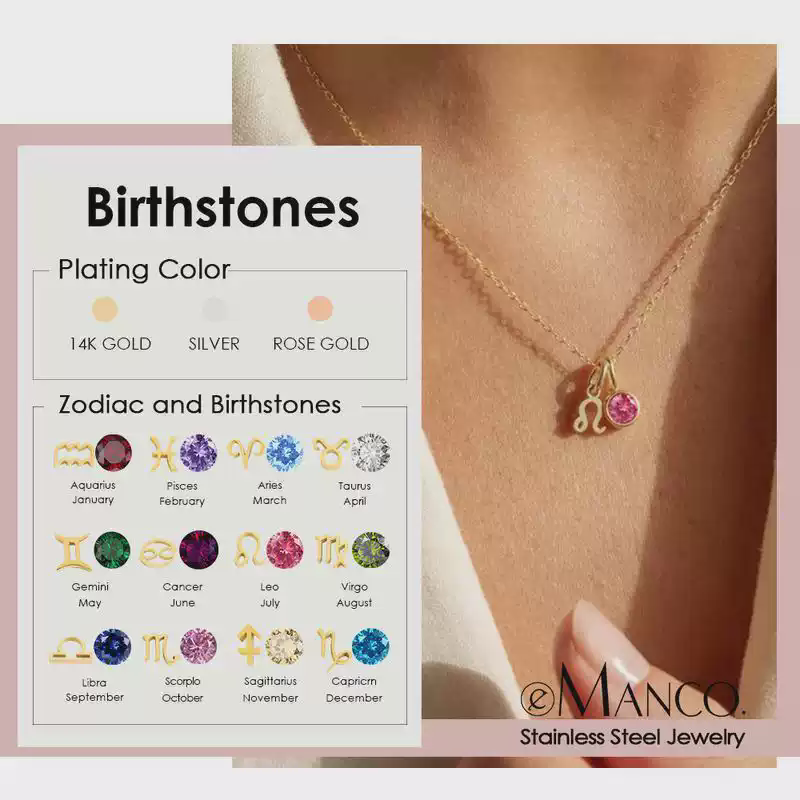 Birthstones
Plating Color
14K GOLD
SILVER
ROSE GOLD
Zodiac and Birthstones
Aquarius
January
Pisces
February
Aries
March
Taurus
April
Gemini
May
Cancer
June
Leo
July
Virgo
August
Libra
September
Scorpio
October
Sagittarius
November
Capricrn
December
eMANCO.
Stainless Steel Jewelry